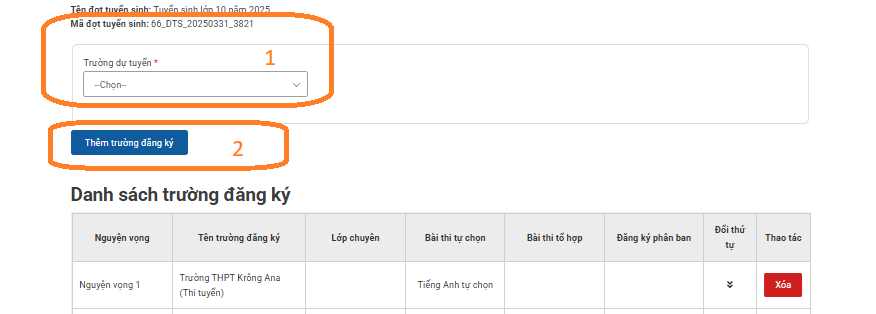 Tên đợt tuyển sinh: Tuyển sinh lớp 10 năm 2025
Mã đợt tuyển sinh: 66_DTS_20250331_3821
1
Trường dự tuyển *
--Chọn--
Thêm trường đăng ký
2
Danh sách trường đăng ký
Nguyện vọng Tên trường đăng ký Lớp chuyên Bài thi tự chọn Bài thi tổ hợp Đăng ký phân ban Đổi thứ tự Thao tác
Nguyện vọng 1 Trường THPT Krông Ana (Thi tuyển) Tiếng Anh tự chọn Xóa